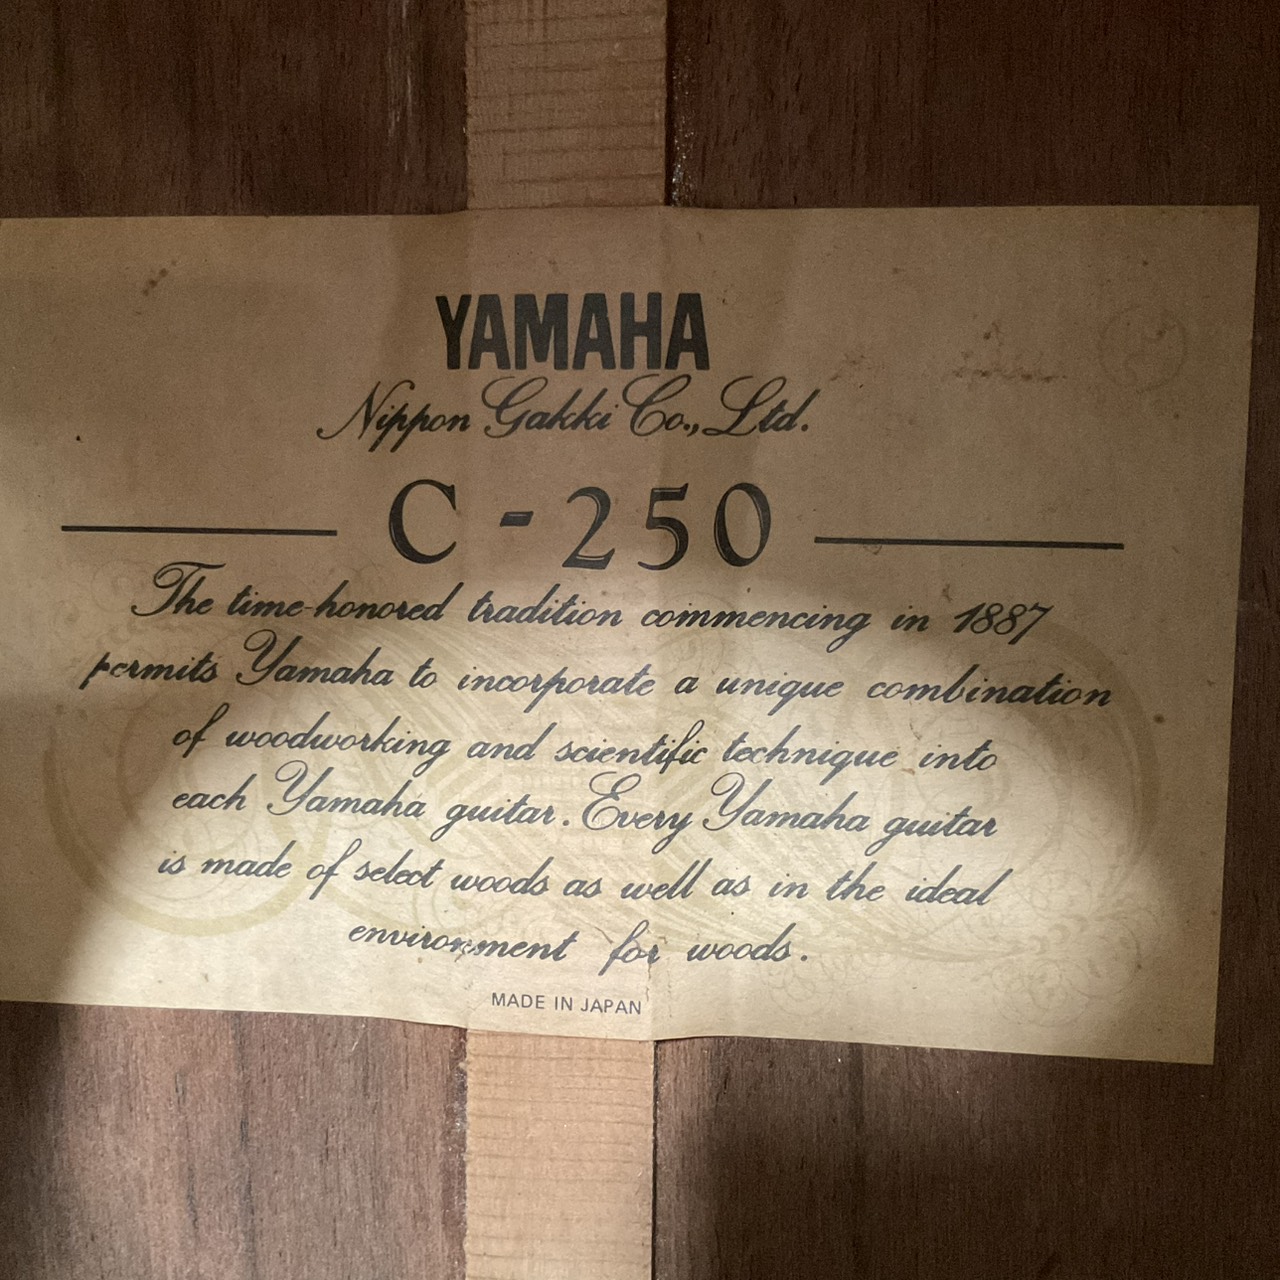 YAMAHA
Nippon Gakki Co., Ltd.
C-250
The time-honored tradition commencing in 1887
permits Yamaha to incorporate a unique combination
of woodworking and scientific technique into
each Yamaha guitar. Every Yamaha guitar
is made of select woods as well as in the ideal
environment for woods.
MADE IN JAPAN